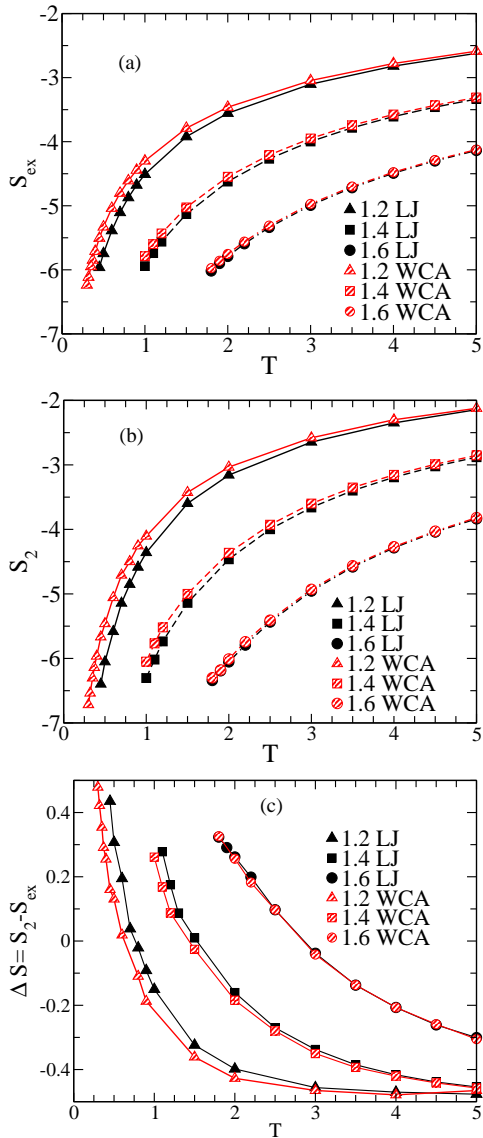 -2
(a)
-3
-4
S_ex
-5
1.2 LJ
1.4 LJ
1.6 LJ
1.2 WCA
1.4 WCA
1.6 WCA
-6
-7
0 1 2 3 4 5
T
-2
(b)
-3
-4
S_2
-5
1.2 LJ
1.4 LJ
1.6 LJ
1.2 WCA
1.4 WCA
1.6 WCA
-6
-7
0 1 2 3 4 5
T
(c)
0.4
1.2 LJ
1.4 LJ
1.6 LJ
1.2 WCA
1.4 WCA
1.6 WCA
0.2
0
Δ S= S_2-S_ex
-0.2
-0.4
0 1 2 3 4 5
T